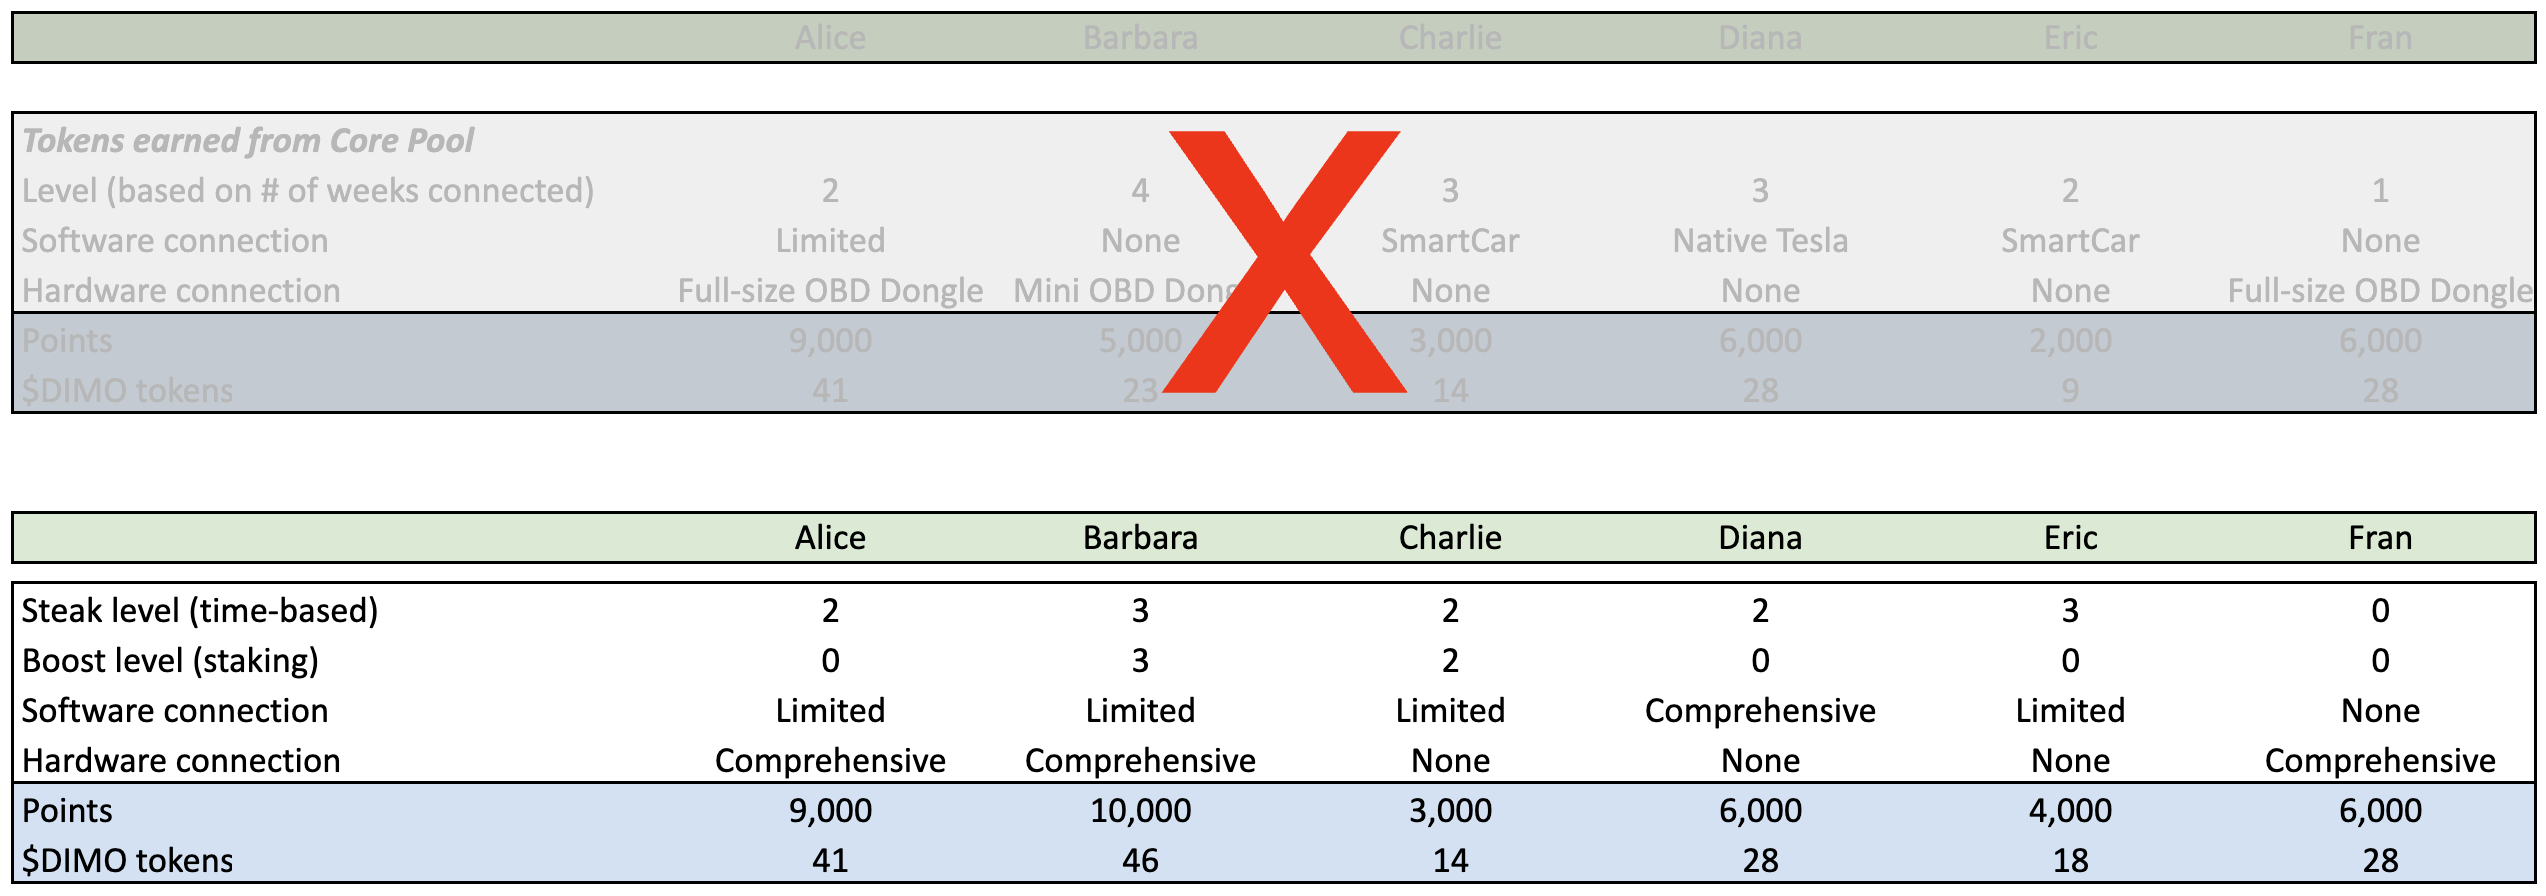 Alice Barbara Charlie Diana Eric Fran
Tokens earned from Core Pool
Level (based on # of weeks connected) 2 4 3 3 2 1
Software connection Limited None SmartCar Native Tesla SmartCar None
Hardware connection Full-size OBD Dongle Mini OBD None None None Full-size OBD Dongle
Points 9,000 5,000 3,000 6,000 2,000 6,000
$DIMO tokens 41 23 14 28 9 28
X
Alice Barbara Charlie Diana Eric Fran
Steak level (time-based) 2 3 2 2 3 0
Boost level (staking) 0 3 2 0 0 0
Software connection Limited Limited Limited Comprehensive Limited None
Hardware connection Comprehensive Comprehensive None None None Comprehensive
Points 9,000 10,000 3,000 6,000 4,000 6,000
$DIMO tokens 41 46 14 28 18 28